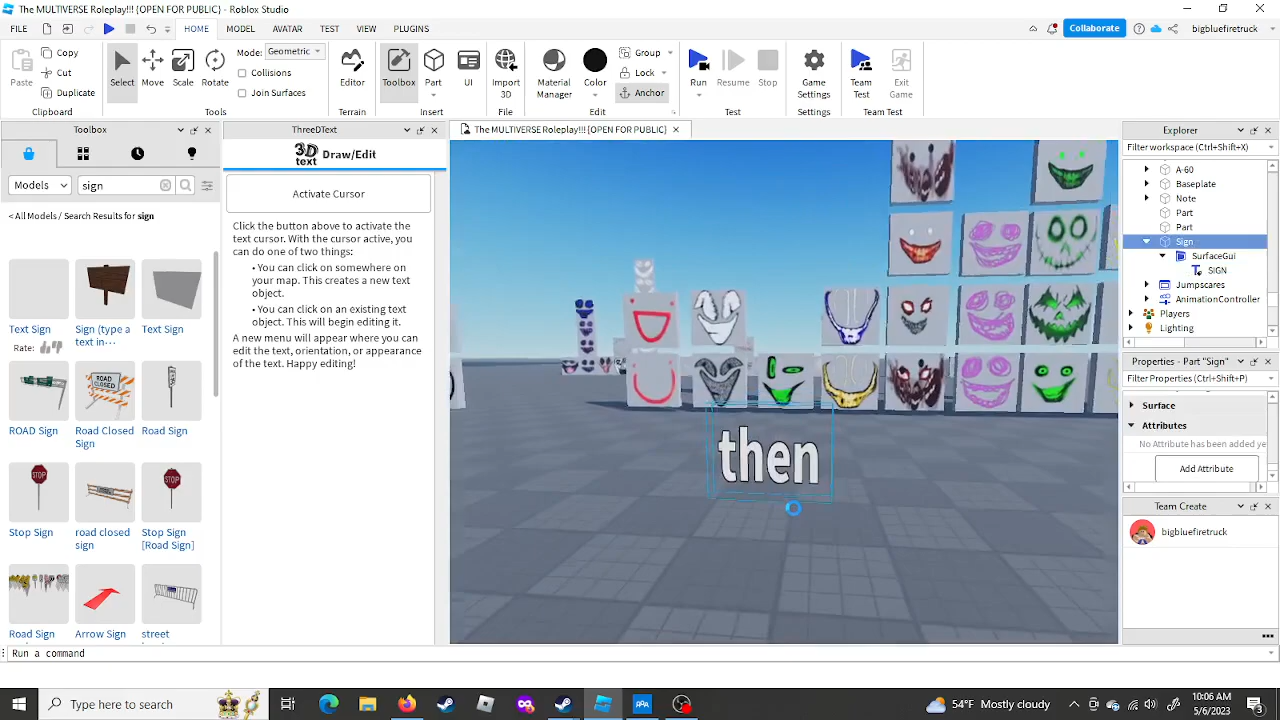 The MULTIVERSE Roleplay!!! {OPEN FOR PUBLIC} - Roblox Studio
FILE HOME MODEL AVATAR TEST VIEW PLUGINS Collaborate bigbluefiretruck
Paste
Copy
Cut
Duplicate
Clipboard
Select Move Scale Rotate
Mode: Geometric
Collisions
Join Surfaces
Tools
Editor
Terrain
Toolbox Part UI
Insert
Import 3D
File
Material Manager
Color
Group
Lock
Anchor
Edit
Run Resume Stop
Test
Game Settings
Settings
Team Test
Exit Game
Team Test
Toolbox
Models sign
< All Models / Search Results for sign
Text Sign
Rate:
Sign (type a text in…
Text Sign
ROAD Sign
Road Closed Sign
Road Sign
Stop Sign
road closed sign
Stop Sign [Road Sign]
Road Sign
Arrow Sign
street
ThreeDText
3D text Draw/Edit
Activate Cursor
Click the button above to activate the
text cursor. With the cursor active, you
can do one of two things:
• You can click on somewhere on
your map. This creates a new text
object.
• You can click on an existing text
object. This will begin editing it.
A new menu will appear where you can
edit the text, orientation, or appearance
of the text. Happy editing!
The MULTIVERSE Roleplay!!! {OPEN FOR PUBLIC}
then
Explorer
Filter workspace (Ctrl+Shift+X)
A-60
Baseplate
Note
Part
Part
Sign
SurfaceGui
SIGN
Jumpscares
AnimationController
Players
Lighting
Properties - Part "Sign"
Filter Properties (Ctrl+Shift+P)
Surface
Attributes
No Attribute has been added ye
Add Attribute
Team Create
bigbluefiretruck
Run a command
Type here to search
54°F Mostly cloudy
10:06 AM
5/6/2023